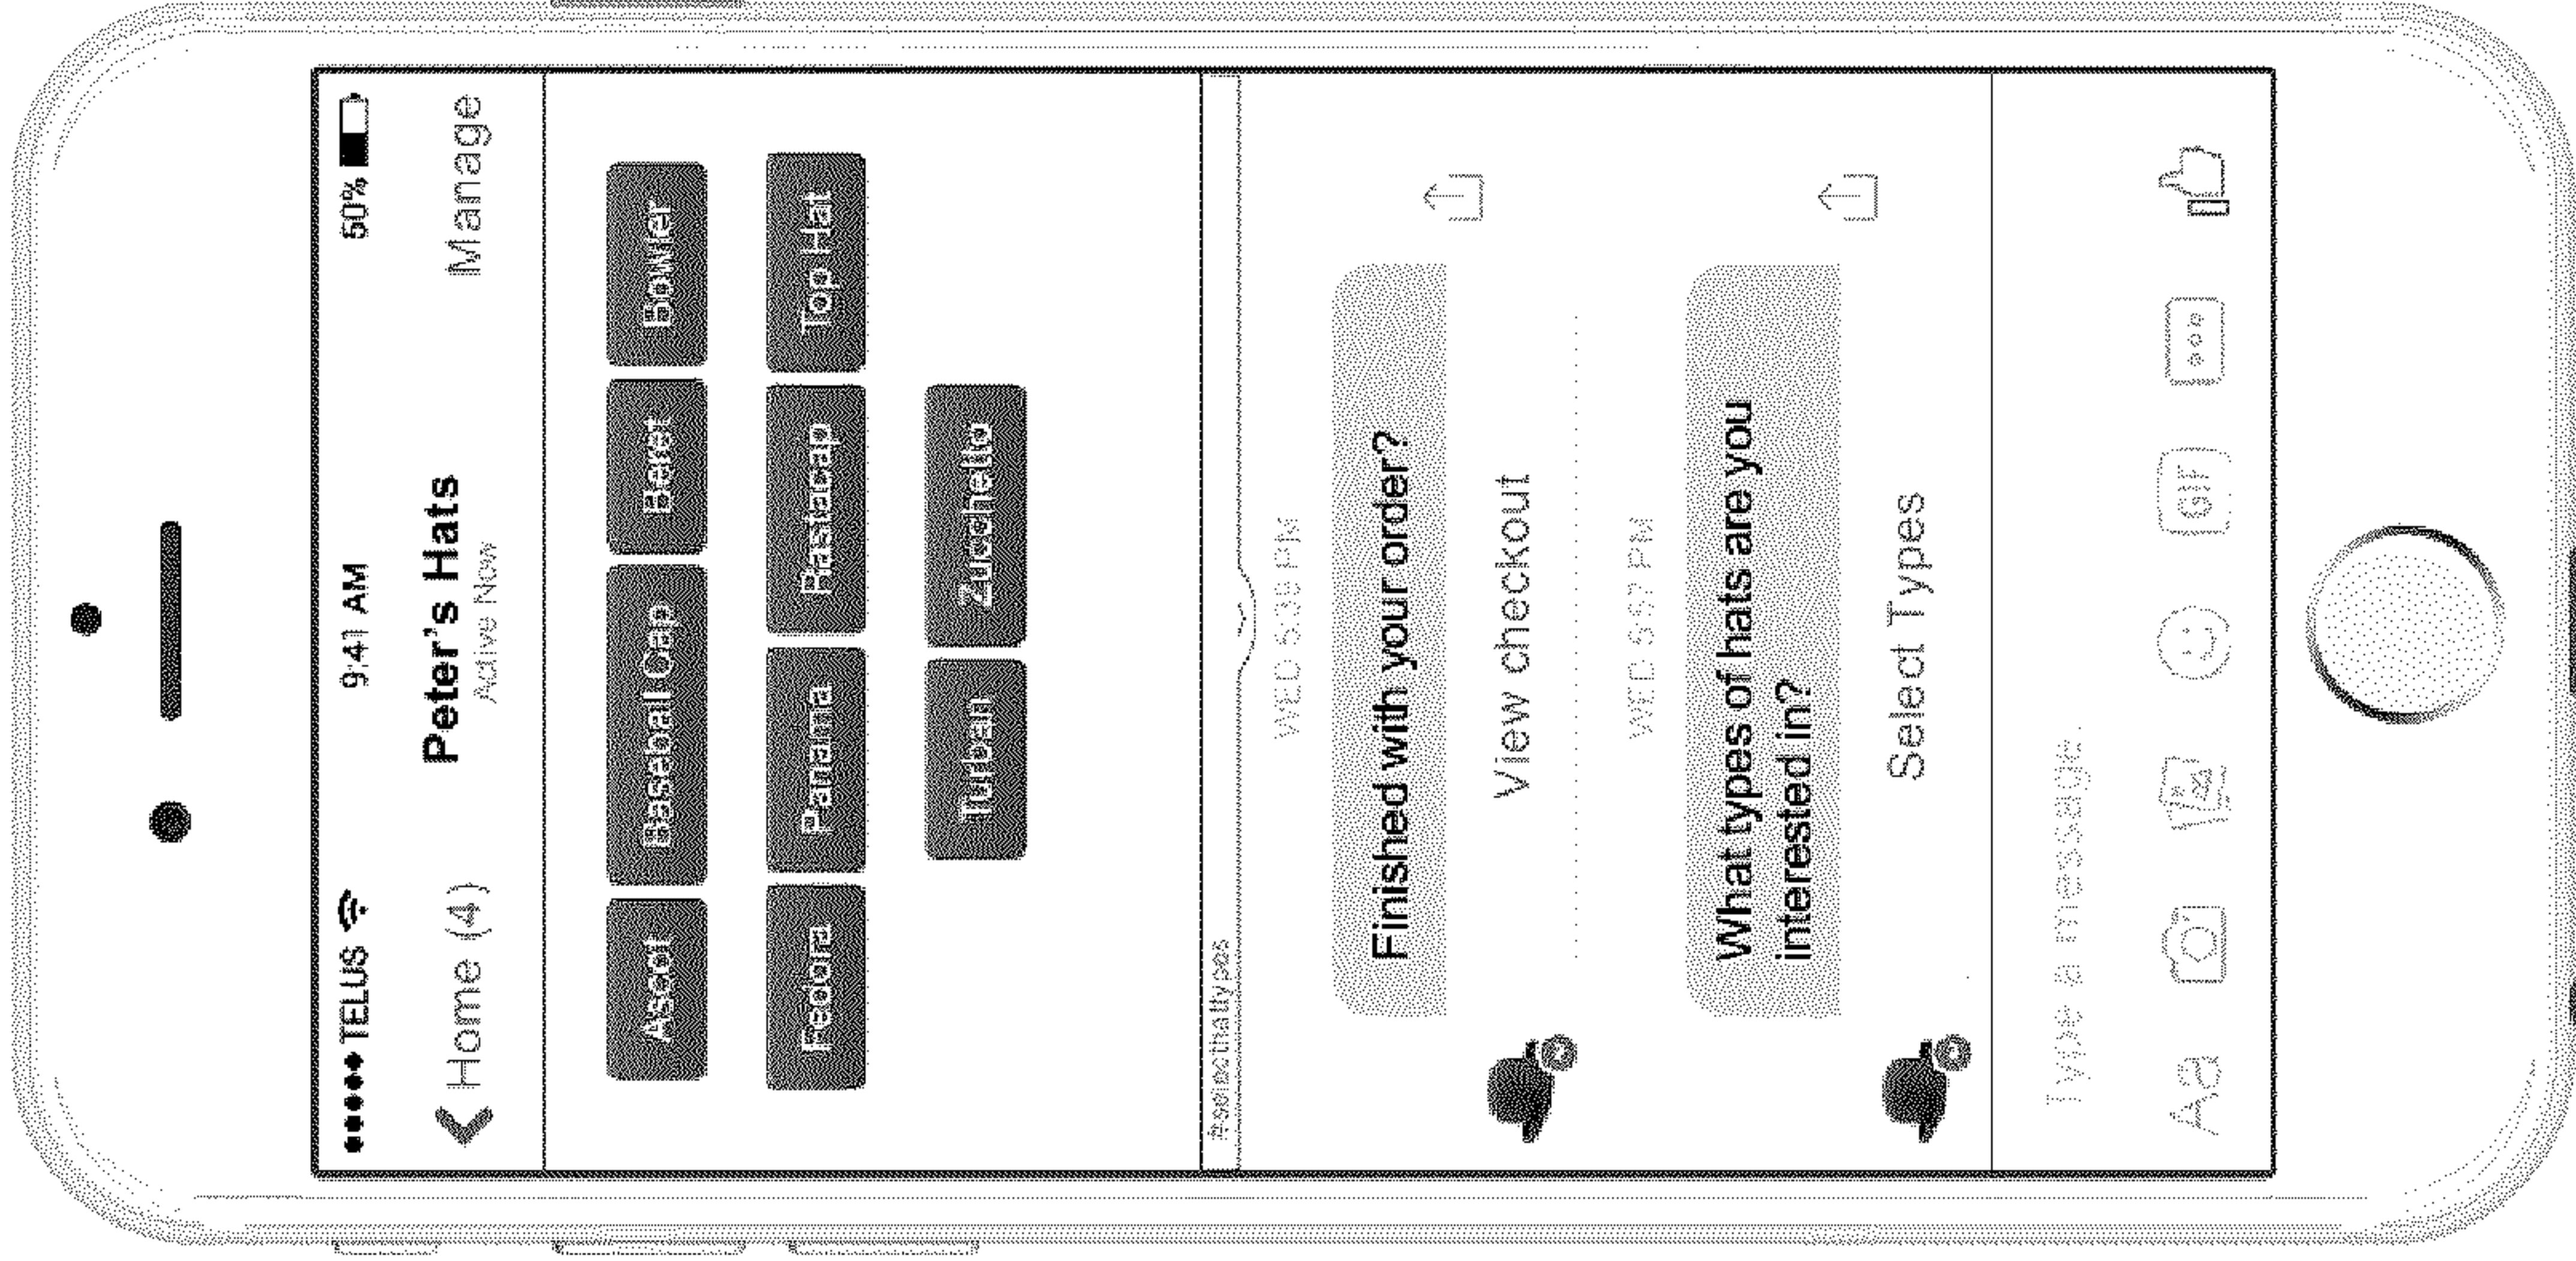 TELUS 9:41 AM 50%
Home (4) Peter's Hats Manage
Active Now
Ascot Baseball Cap Beret Bowler
Fedora Panama Rastacap Top Hat
Turban Zucchetto
#selecthattypes
WED 5:39 PM
Finished with your order?
View checkout
WED 5:57 PM
What types of hats are you
interested in?
Select Types
Type a message.
Aa GIF